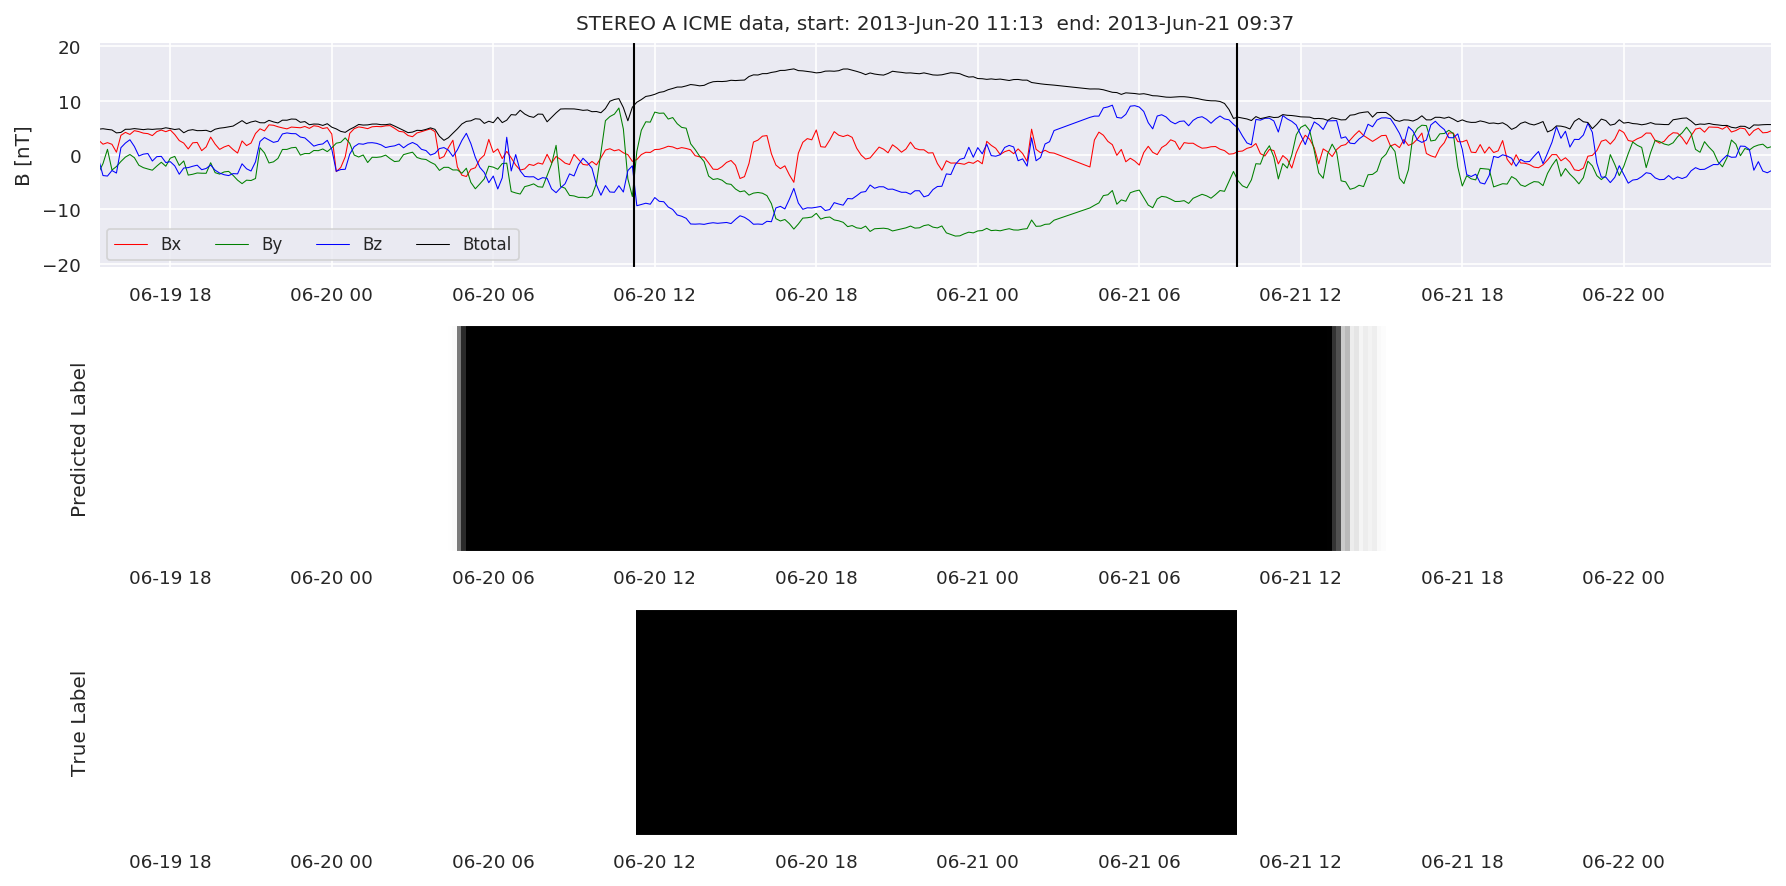 STEREO A ICME data, start: 2013-Jun-20 11:13  end: 2013-Jun-21 09:37
B [nT]
20
10
0
−10
−20
Bx By Bz Btotal
06-19 18 06-20 00 06-20 06 06-20 12 06-20 18 06-21 00 06-21 06 06-21 12 06-21 18 06-22 00
Predicted Label
06-19 18 06-20 00 06-20 06 06-20 12 06-20 18 06-21 00 06-21 06 06-21 12 06-21 18 06-22 00
True Label
06-19 18 06-20 00 06-20 06 06-20 12 06-20 18 06-21 00 06-21 06 06-21 12 06-21 18 06-22 00